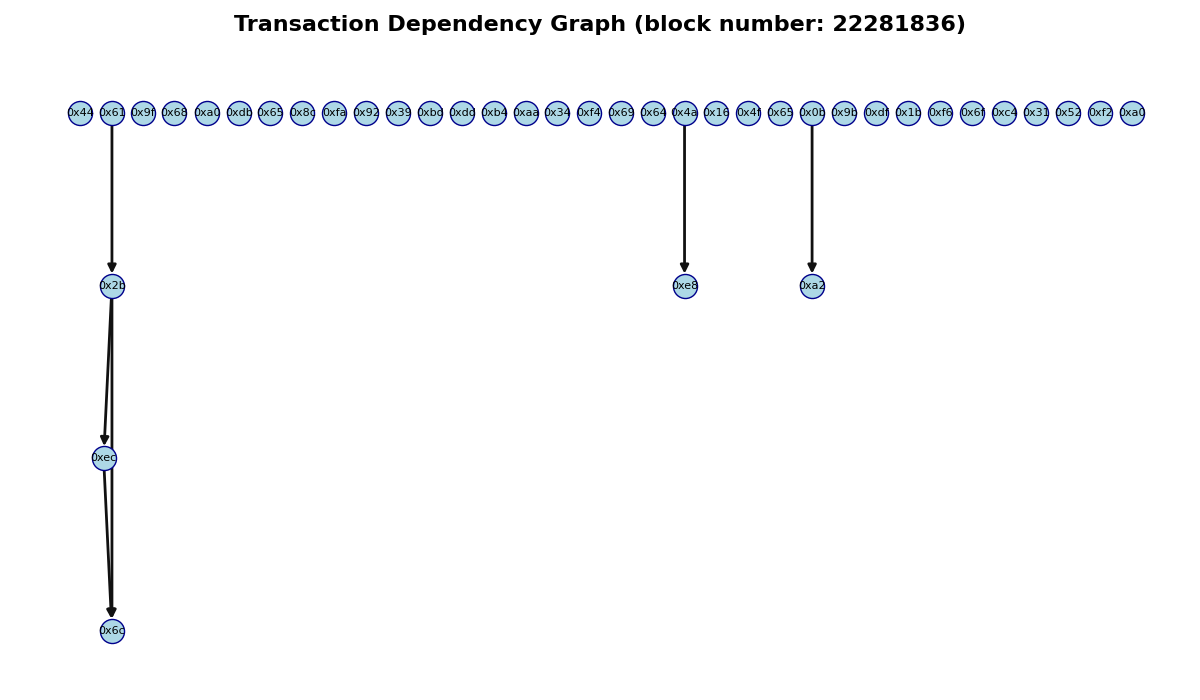 Transaction Dependency Graph (block number: 22281836)
0x44 0x61 0x9f 0x68 0xa0 0xdb 0x65 0x8c 0xfa 0x92 0x39 0xbc 0xdd 0xb4 0xaa 0x34 0xf4 0x69 0x64 0x4a 0x16 0x4f 0x65 0x0b 0x9b 0xdf 0x1b 0xf6 0x6f 0xc4 0x31 0x52 0xf2 0xa0
0x2b 0xe8 0xa2
0xec
0x6c